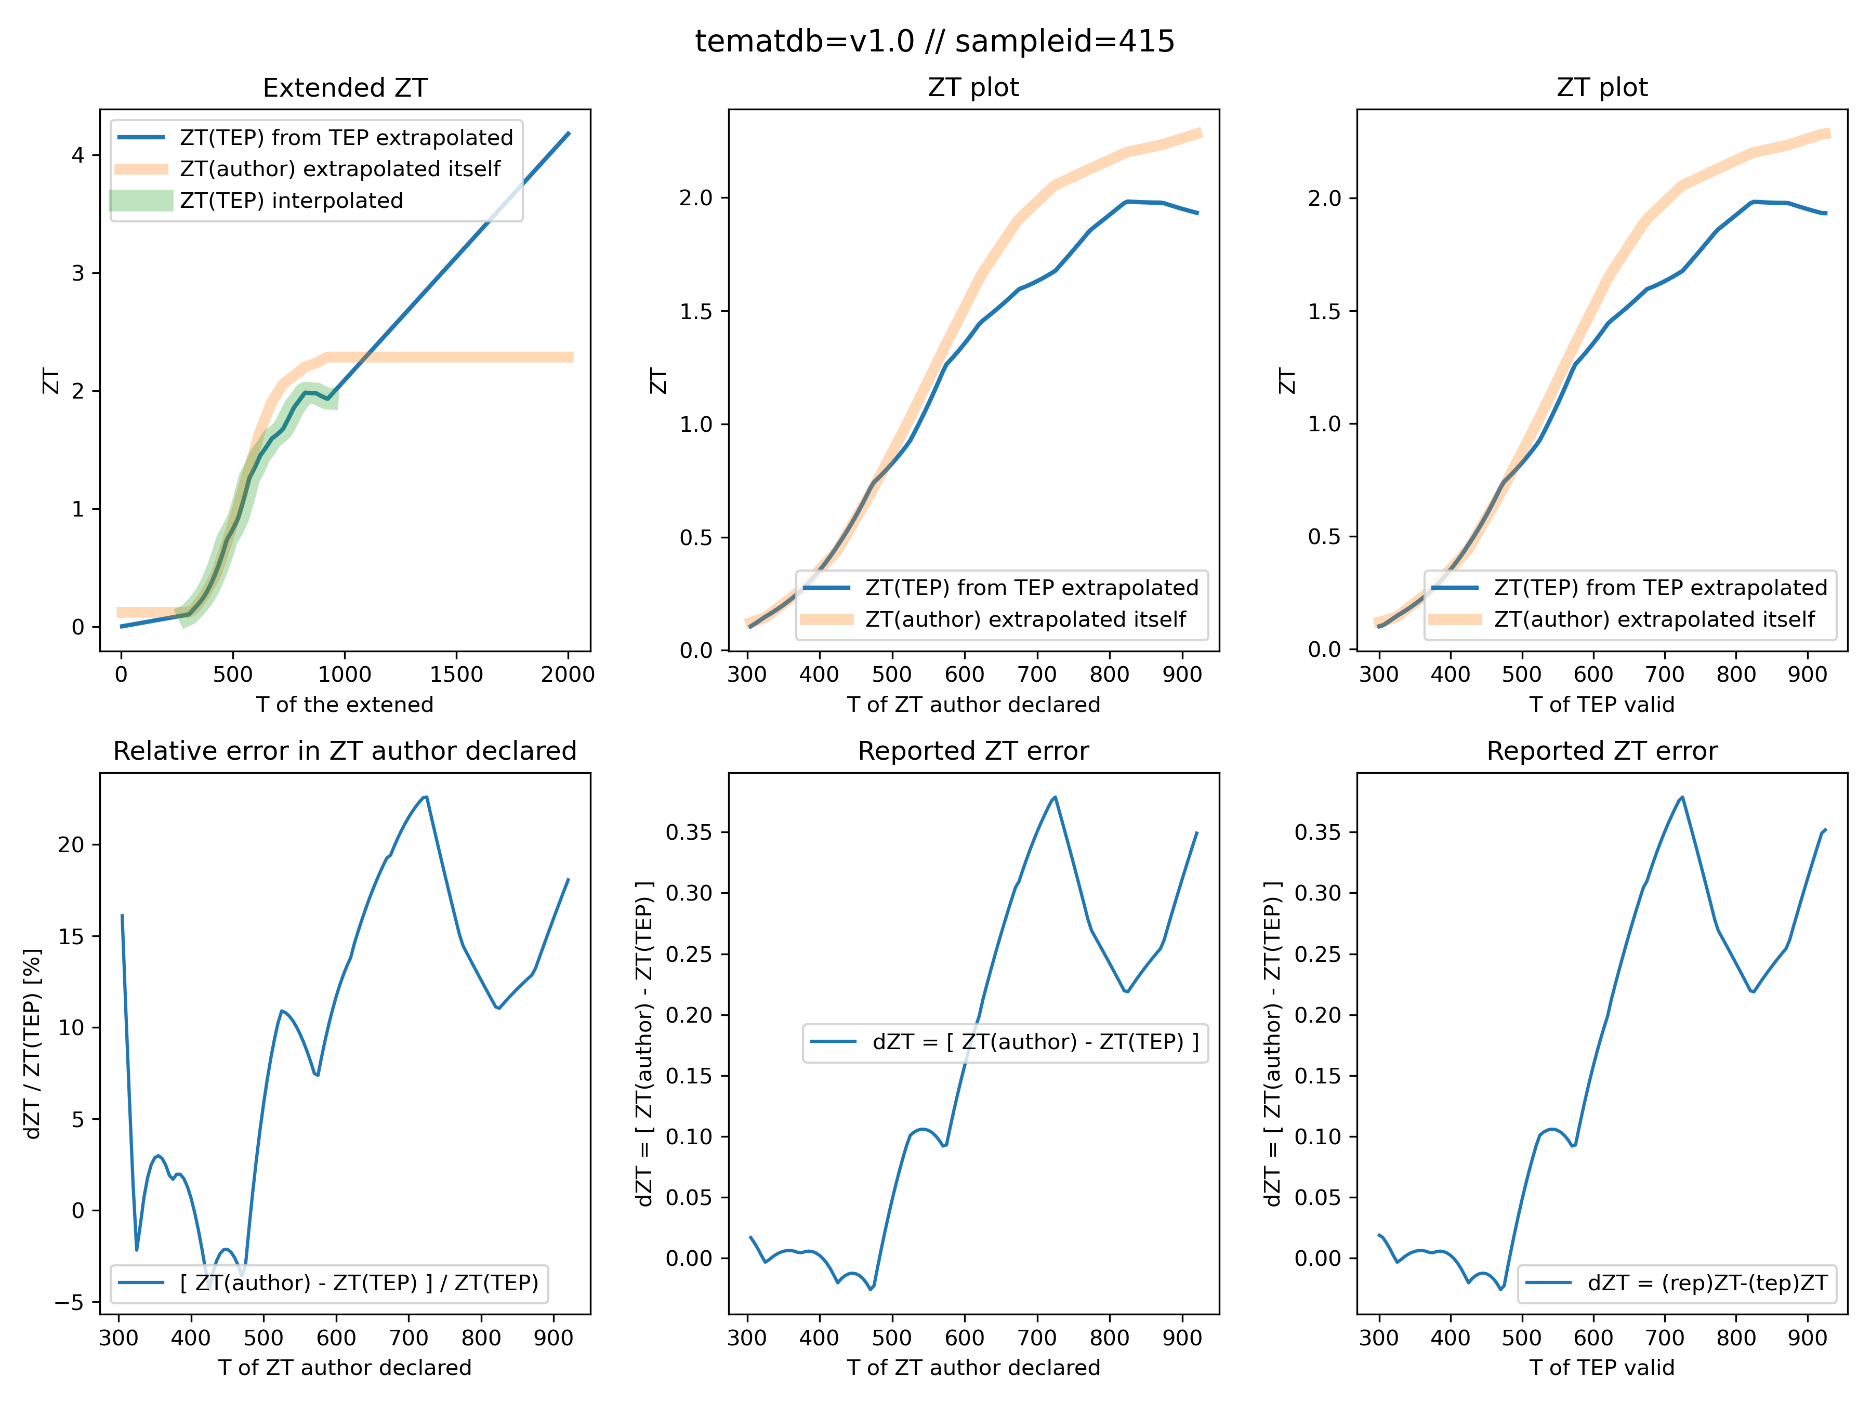 tematdb=v1.0 // sampleid=415
Extended ZT
ZT(TEP) from TEP extrapolated
ZT(author) extrapolated itself
ZT(TEP) interpolated
ZT
4
3
2
1
0
0 500 1000 1500 2000
T of the extened
ZT plot
ZT
2.0
1.5
1.0
0.5
0.0
ZT(TEP) from TEP extrapolated
ZT(author) extrapolated itself
300 400 500 600 700 800 900
T of ZT author declared
ZT plot
ZT
2.0
1.5
1.0
0.5
0.0
ZT(TEP) from TEP extrapolated
ZT(author) extrapolated itself
300 400 500 600 700 800 900
T of TEP valid
Relative error in ZT author declared
dZT / ZT(TEP) [%]
20
15
10
5
0
−5
[ ZT(author) - ZT(TEP) ] / ZT(TEP)
300 400 500 600 700 800 900
T of ZT author declared
Reported ZT error
dZT = [ ZT(author) - ZT(TEP) ]
0.35
0.30
0.25
0.20
0.15
0.10
0.05
0.00
dZT = [ ZT(author) - ZT(TEP) ]
300 400 500 600 700 800 900
T of ZT author declared
Reported ZT error
dZT = [ ZT(author) - ZT(TEP) ]
0.35
0.30
0.25
0.20
0.15
0.10
0.05
0.00
dZT = (rep)ZT-(tep)ZT
300 400 500 600 700 800 900
T of TEP valid